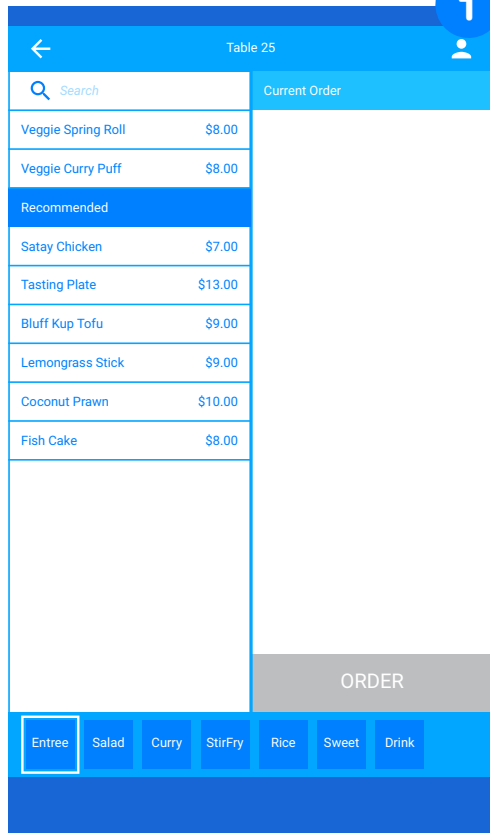 Table 25
Search
Current Order
Veggie Spring Roll $8.00
Veggie Curry Puff $8.00
Recommended
Satay Chicken $7.00
Tasting Plate $13.00
Bluff Kup Tofu $9.00
Lemongrass Stick $9.00
Coconut Prawn $10.00
Fish Cake $8.00
ORDER
Entree Salad Curry StirFry Rice Sweet Drink